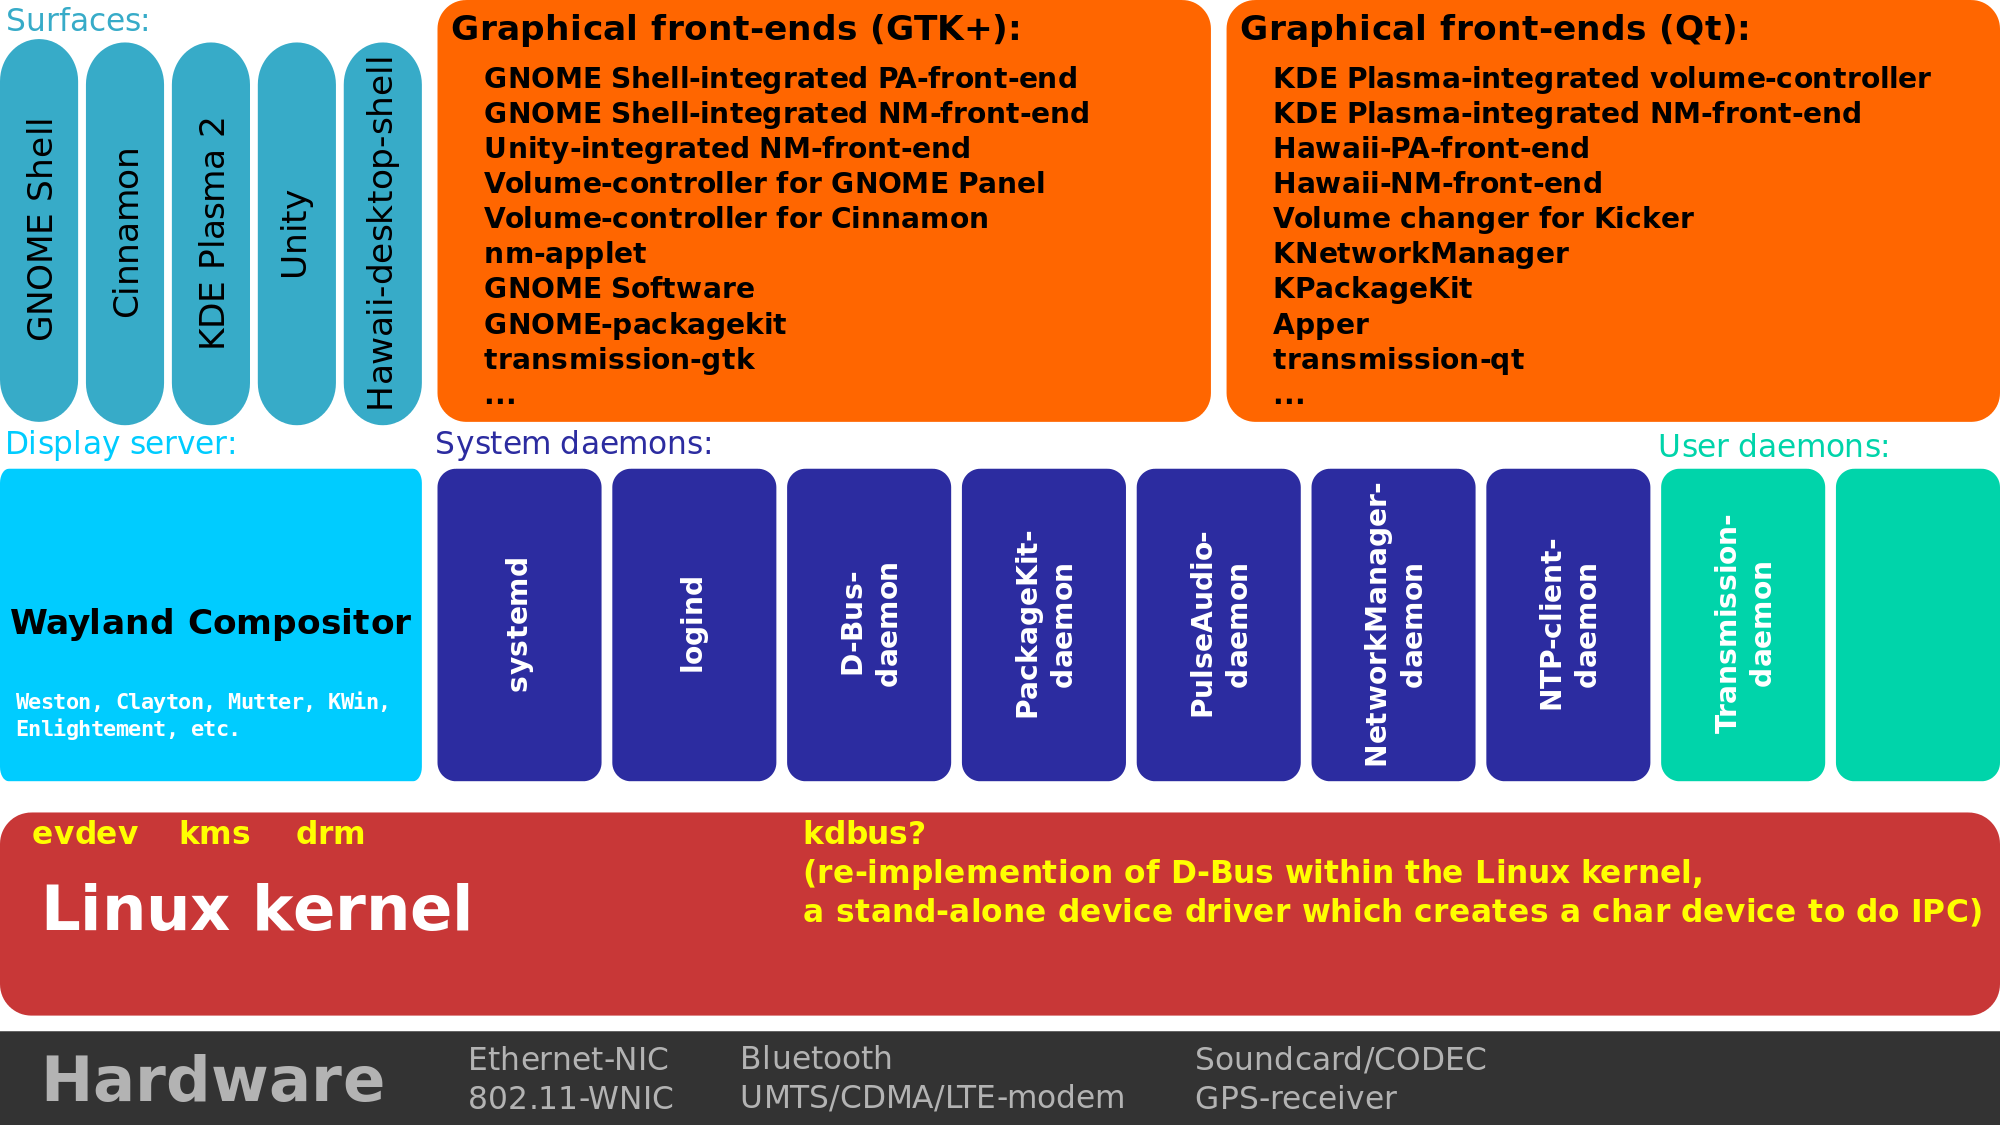 Surfaces:
GNOME Shell
Cinnamon
KDE Plasma 2
Unity
Hawaii-desktop-shell
Graphical front-ends (GTK+):
GNOME Shell-integrated PA-front-end
GNOME Shell-integrated NM-front-end
Unity-integrated NM-front-end
Volume-controller for GNOME Panel
Volume-controller for Cinnamon
nm-applet
GNOME Software
GNOME-packagekit
transmission-gtk
...
Graphical front-ends (Qt):
KDE Plasma-integrated volume-controller
KDE Plasma-integrated NM-front-end
Hawaii-PA-front-end
Hawaii-NM-front-end
Volume changer for Kicker
KNetworkManager
KPackageKit
Apper
transmission-qt
...
Display server:
Wayland Compositor
Weston, Clayton, Mutter, KWin,
Enlightement, etc.
System daemons:
systemd
logind
D-Bus-
daemon
PackageKit-
daemon
PulseAudio-
daemon
NetworkManager-
daemon
NTP-client-
daemon
User daemons:
Transmission-
daemon
evdev kms drm
Linux kernel
kdbus?
(re-implemention of D-Bus within the Linux kernel,
a stand-alone device driver which creates a char device to do IPC)
Hardware
Ethernet-NIC
802.11-WNIC
Bluetooth
UMTS/CDMA/LTE-modem
Soundcard/CODEC
GPS-receiver